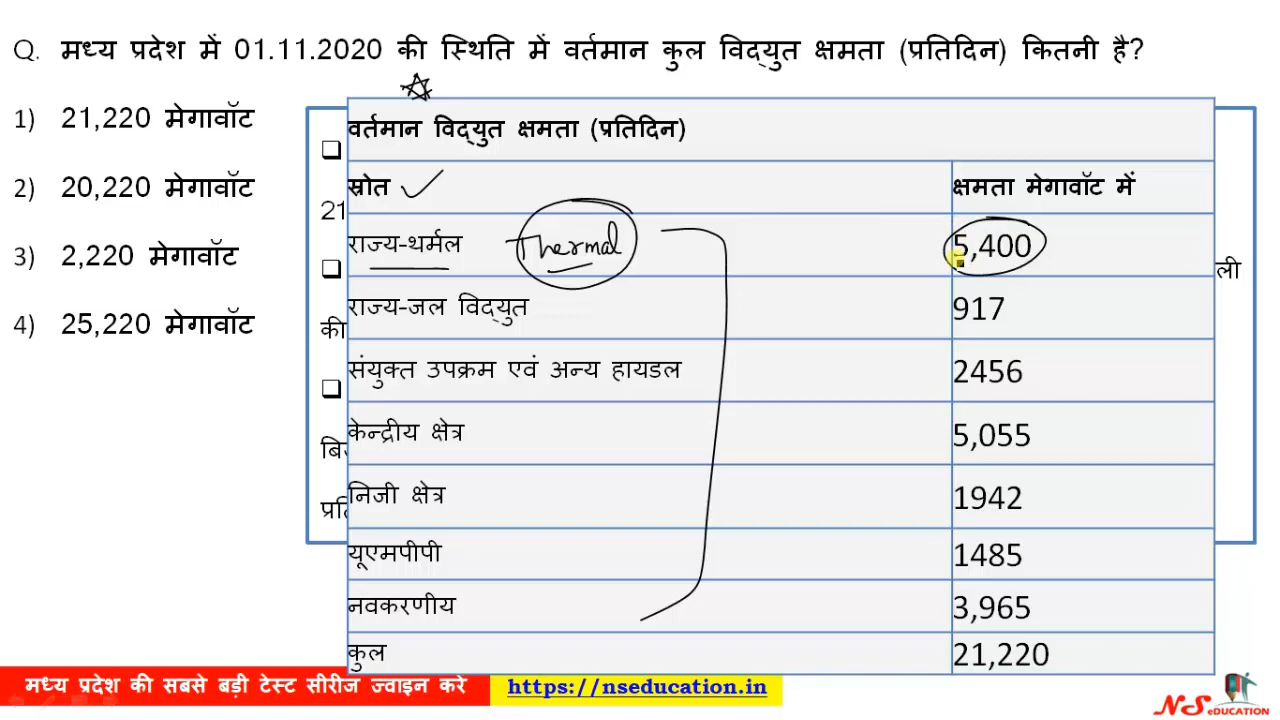 Q. मध्य प्रदेश में 01.11.2020 की स्थिति में वर्तमान कुल विद्युत क्षमता (प्रतिदिन) कितनी है?
1) 21,220 मेगावॉट
2) 20,220 मेगावॉट
3) 2,220 मेगावॉट
4) 25,220 मेगावॉट
21
की
प्रति
ली
वर्तमान विद्युत क्षमता (प्रतिदिन)
स्रोत क्षमता मेगावॉट में
राज्य-थर्मल Thermal 5,400
राज्य-जल विद्युत 917
संयुक्त उपक्रम एवं अन्य हायडल 2456
केन्द्रीय क्षेत्र 5,055
निजी क्षेत्र 1942
यूएमपीपी 1485
नवकरणीय 3,965
कुल 21,220
मध्य प्रदेश की सबसे बड़ी टेस्ट सीरीज ज्वाइन करे https://nseducation.in
NS eDUCATION